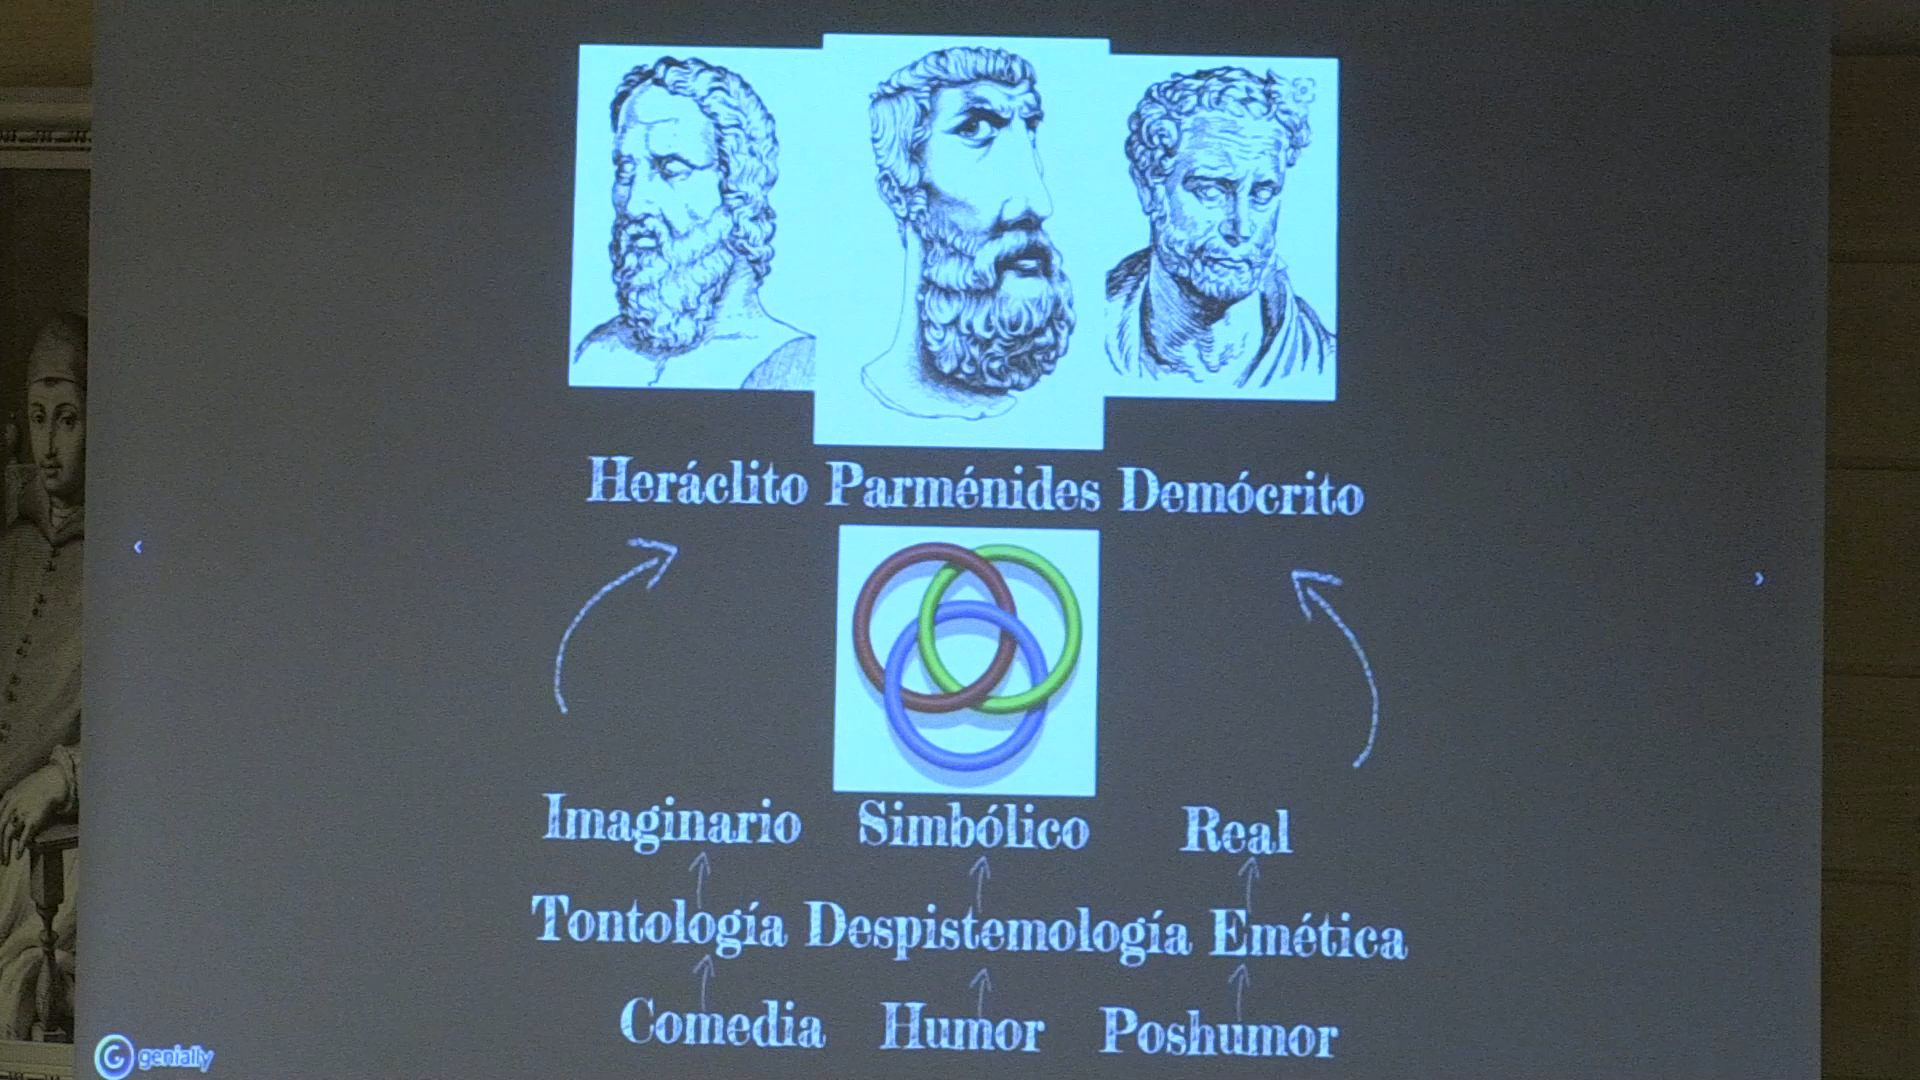 Heráclito Parménides Demócrito
Imaginario Simbólico Real
Tontología Despistemología Emética
Comedia Humor Poshumor
genially